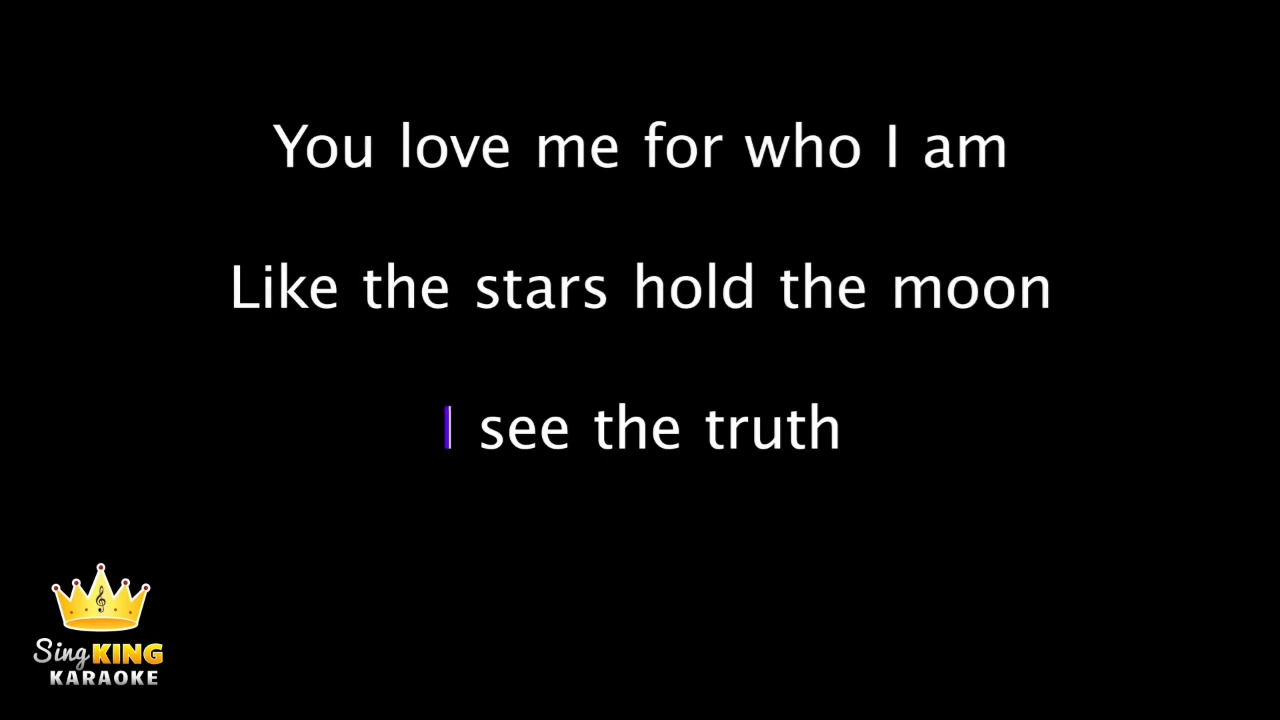 You love me for who I am
Like the stars hold the moon
I see the truth
Sing KING
KARAOKE